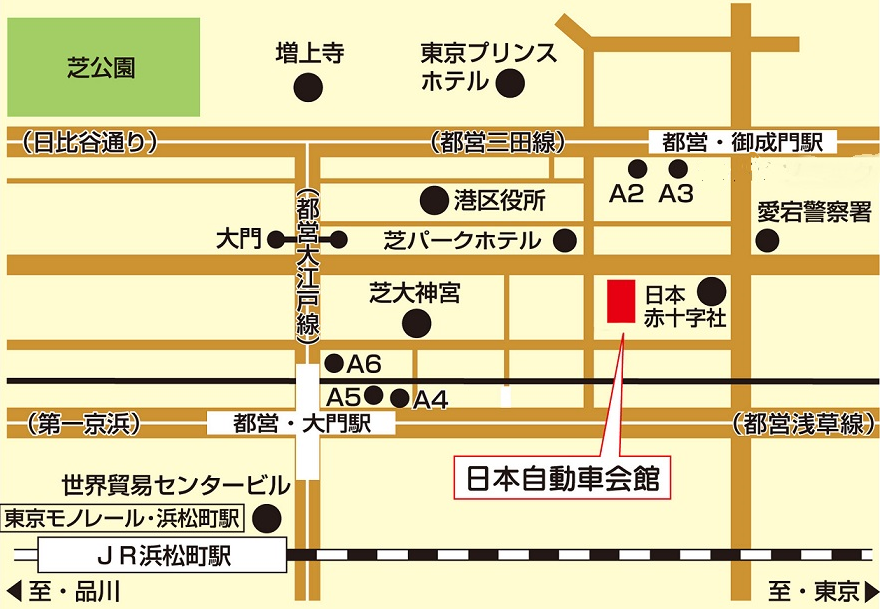 芝公園
増上寺
東京プリンス
ホテル
(日比谷通り)
(都営三田線)
都営・御成門駅
A2
A3
港区役所
愛宕警察署
(都営大江戸線)
大門
芝パークホテル
芝大神宮
日本
赤十字社
A6
A5
A4
(第一京浜)
都営・大門駅
(都営浅草線)
日本自動車会館
世界貿易センタービル
東京モノレール・浜松町駅
JR浜松町駅
◀至・品川
至・東京▶